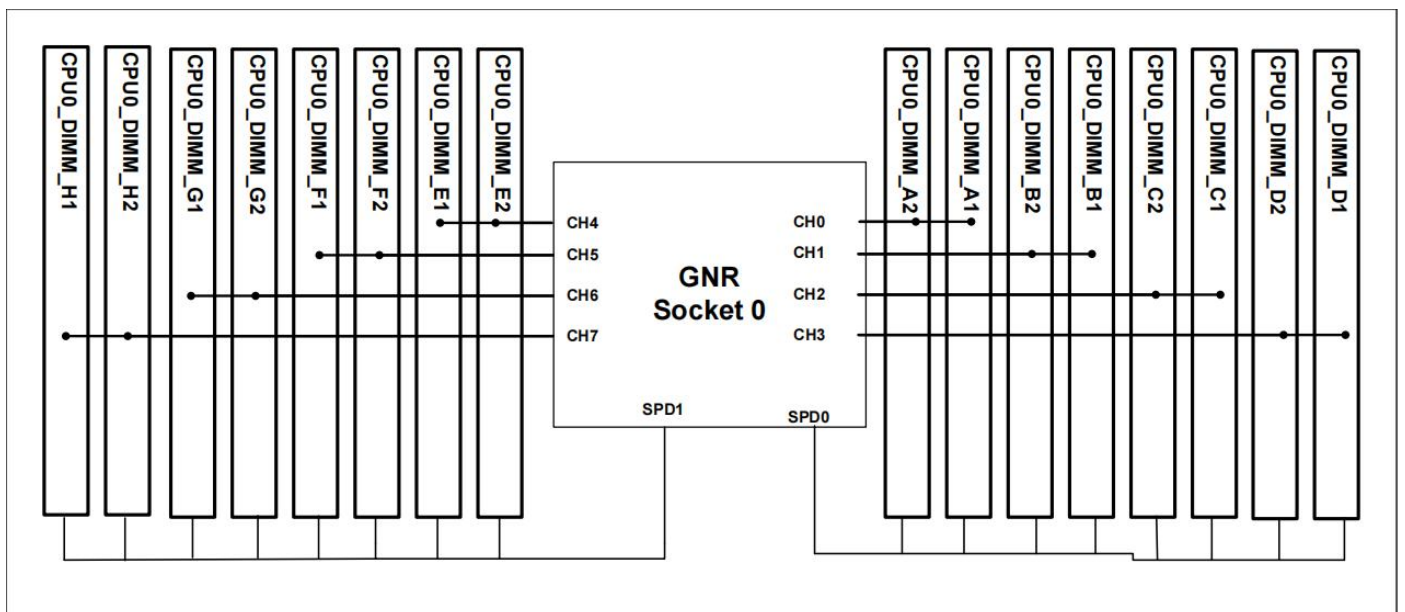 CPU0_DIMM_H1
CPU0_DIMM_H2
CPU0_DIMM_G1
CPU0_DIMM_G2
CPU0_DIMM_F1
CPU0_DIMM_F2
CPU0_DIMM_E1
CPU0_DIMM_E2
CPU0_DIMM_A2
CPU0_DIMM_A1
CPU0_DIMM_B2
CPU0_DIMM_B1
CPU0_DIMM_C2
CPU0_DIMM_C1
CPU0_DIMM_D2
CPU0_DIMM_D1
CH4
CH5
CH6
CH7
GNR
Socket 0
CH0
CH1
CH2
CH3
SPD1
SPD0